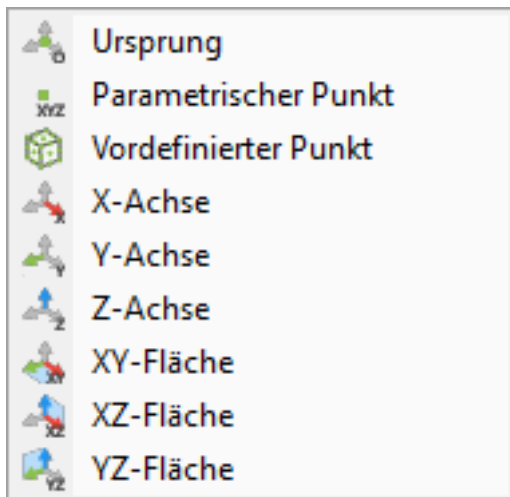 Ursprung
Parametrischer Punkt
Vordefinierter Punkt
X-Achse
Y-Achse
Z-Achse
XY-Fläche
XZ-Fläche
YZ-Fläche